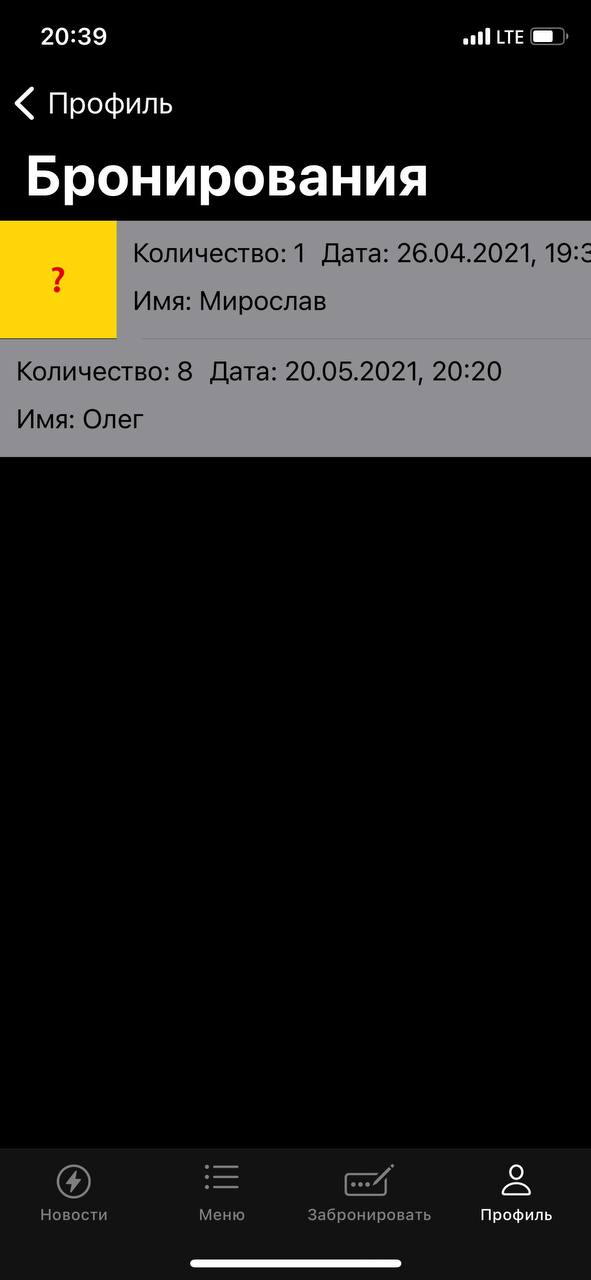 20:39 LTE
Профиль
Бронирования
?
Количество: 1 Дата: 26.04.2021, 19:3
Имя: Мирослав
Количество: 8 Дата: 20.05.2021, 20:20
Имя: Олег
Новости Меню Забронировать Профиль